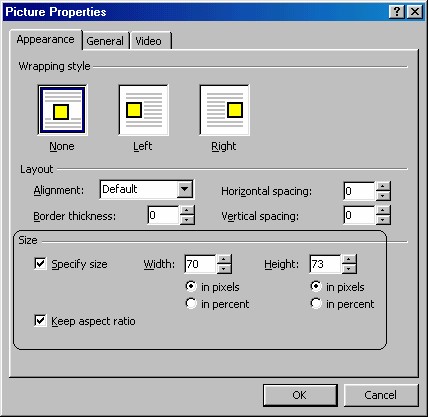 Picture Properties
Appearance General Video
Wrapping style
None Left Right
Layout
Alignment: Default Horizontal spacing: 0
Border thickness: 0 Vertical spacing: 0
Size
Specify size Width: 70 Height: 73
in pixels in pixels
in percent in percent
Keep aspect ratio
OK Cancel